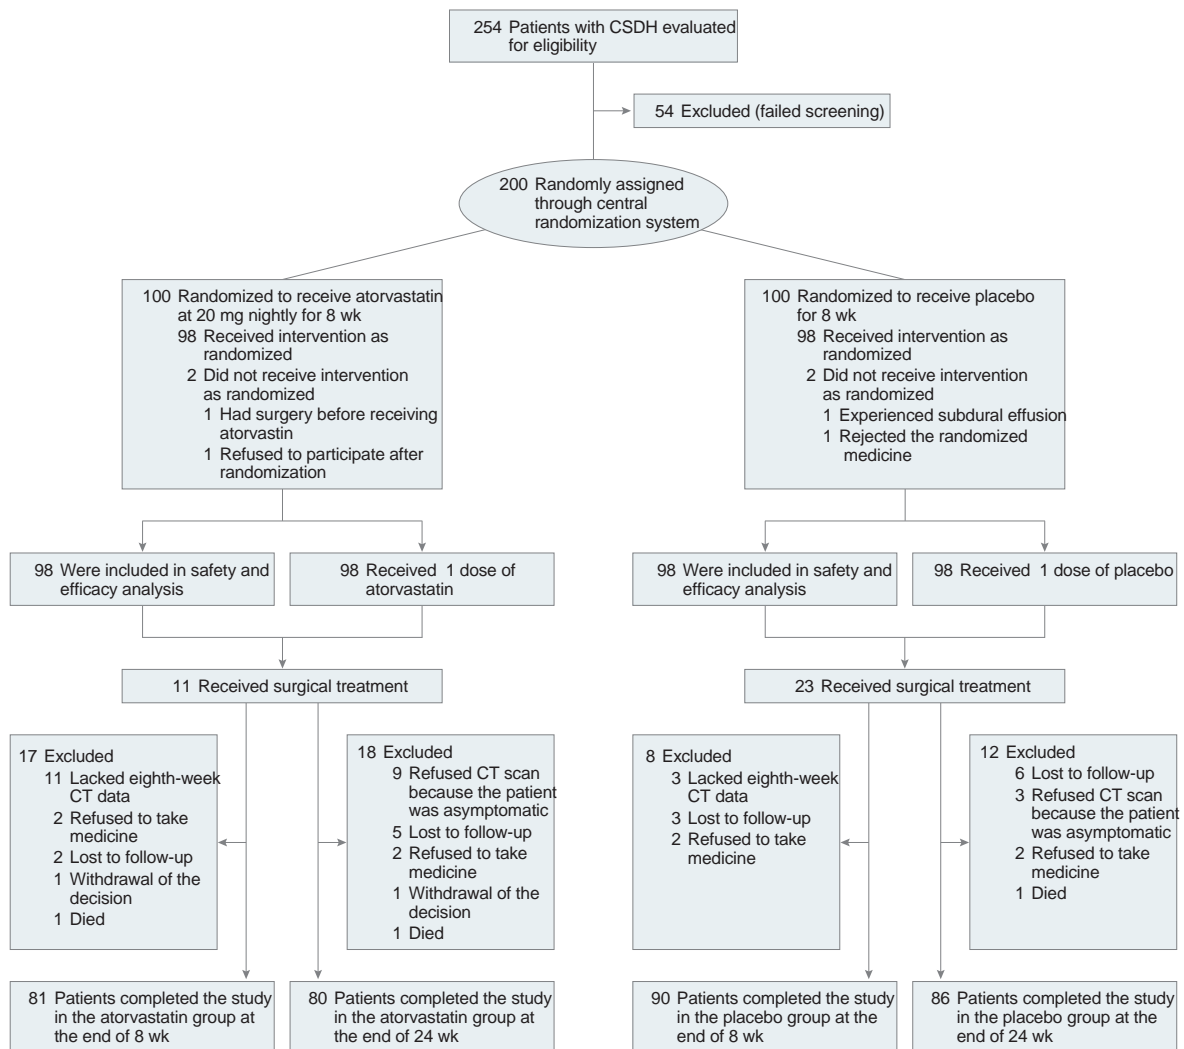 254 Patients with CSDH evaluated
for eligibility
54 Excluded (failed screening)
200 Randomly assigned
through central
randomization system
100 Randomized to receive atorvastatin
at 20 mg nightly for 8 wk
98 Received intervention as
randomized
2 Did not receive intervention
as randomized
1 Had surgery before receiving
atorvastin
1 Refused to participate after
randomization
100 Randomized to receive placebo
for 8 wk
98 Received intervention as
randomized
2 Did not receive intervention
as randomized
1 Experienced subdural effusion
1 Rejected the randomized
medicine
98 Were included in safety and
efficacy analysis
98 Received 1 dose of
atorvastatin
98 Were included in safety and
efficacy analysis
98 Received 1 dose of placebo
11 Received surgical treatment
23 Received surgical treatment
17 Excluded
11 Lacked eighth-week
CT data
2 Refused to take
medicine
2 Lost to follow-up
1 Withdrawal of the
decision
1 Died
18 Excluded
9 Refused CT scan
because the patient
was asymptomatic
5 Lost to follow-up
2 Refused to take
medicine
1 Withdrawal of the
decision
1 Died
8 Excluded
3 Lacked eighth-week
CT data
3 Lost to follow-up
2 Refused to take
medicine
12 Excluded
6 Lost to follow-up
3 Refused CT scan
because the patient
was asymptomatic
2 Refused to take
medicine
1 Died
81 Patients completed the study
in the atorvastatin group at
the end of 8 wk
80 Patients completed the study
in the atorvastatin group at
the end of 24 wk
90 Patients completed the study
in the placebo group at the
end of 8 wk
86 Patients completed the study
in the placebo group at the
end of 24 wk